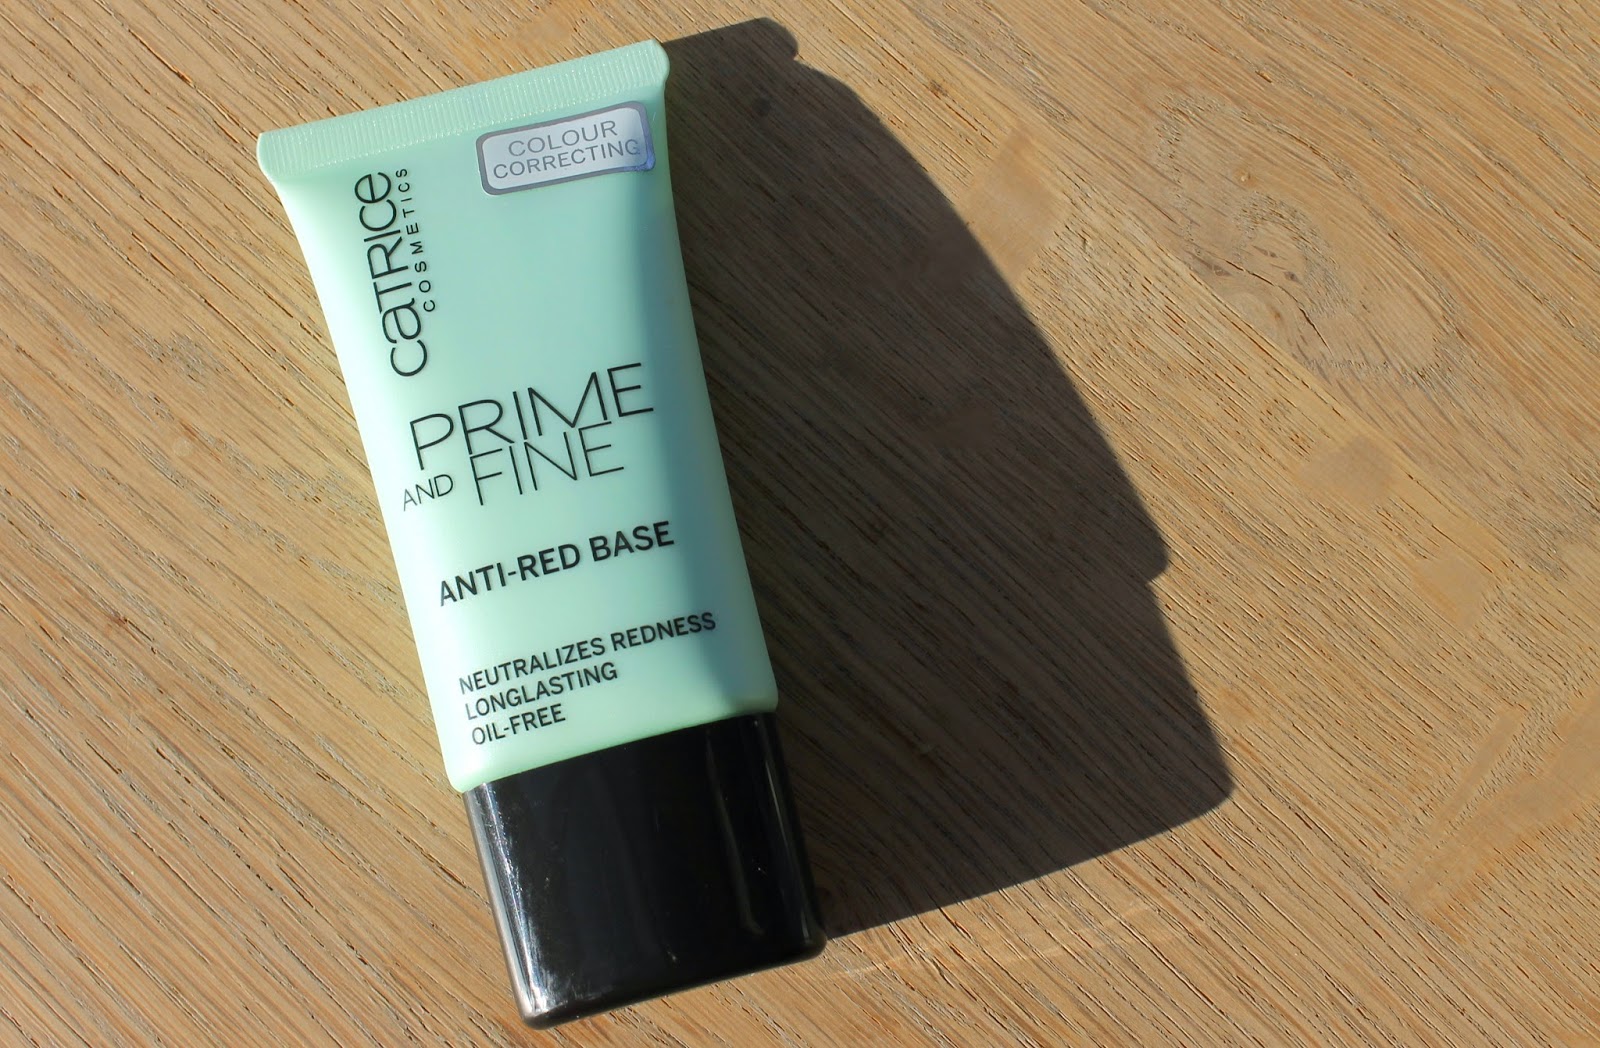 COLOUR
CORRECTING
CATRICE
COSMETICS
PRIME
AND FINE
ANTI-RED BASE
NEUTRALIZES REDNESS
LONGLASTING
OIL-FREE